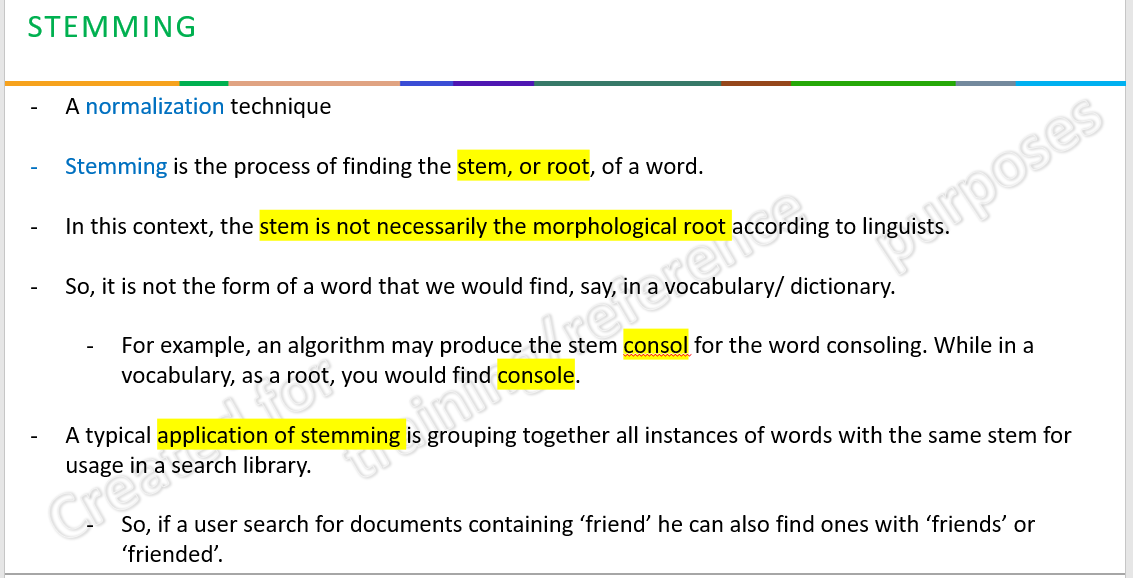 STEMMING
- A normalization technique
- Stemming is the process of finding the stem, or root, of a word.
- In this context, the stem is not necessarily the morphological root according to linguists.
- So, it is not the form of a word that we would find, say, in a vocabulary/ dictionary.
- For example, an algorithm may produce the stem consol for the word consoling. While in a
vocabulary, as a root, you would find console.
- A typical application of stemming is grouping together all instances of words with the same stem for
usage in a search library.
- So, if a user search for documents containing ‘friend’ he can also find ones with ‘friends’ or
‘friended’.
Created for
training/reference
purposes